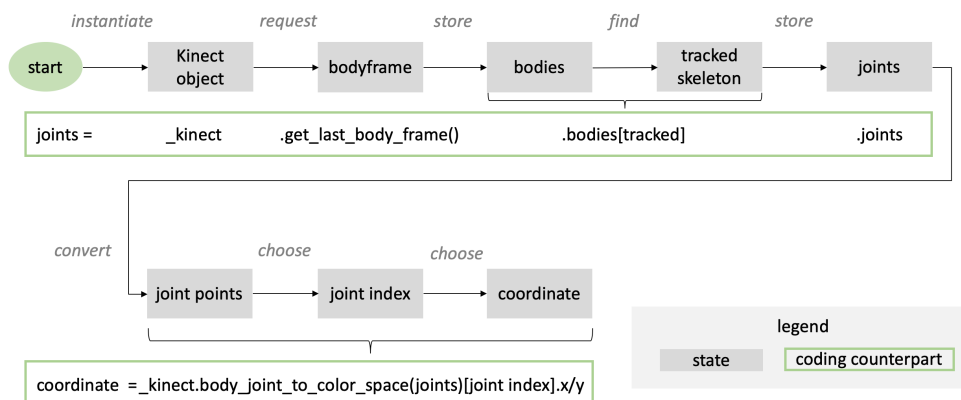 instantiate request store find store
start Kinect object bodyframe bodies tracked skeleton joints
joints = _kinect .get_last_body_frame() .bodies[tracked] .joints
convert choose choose
joint points joint index coordinate
legend
state coding counterpart
coordinate =_kinect.body_joint_to_color_space(joints)[joint index].x/y